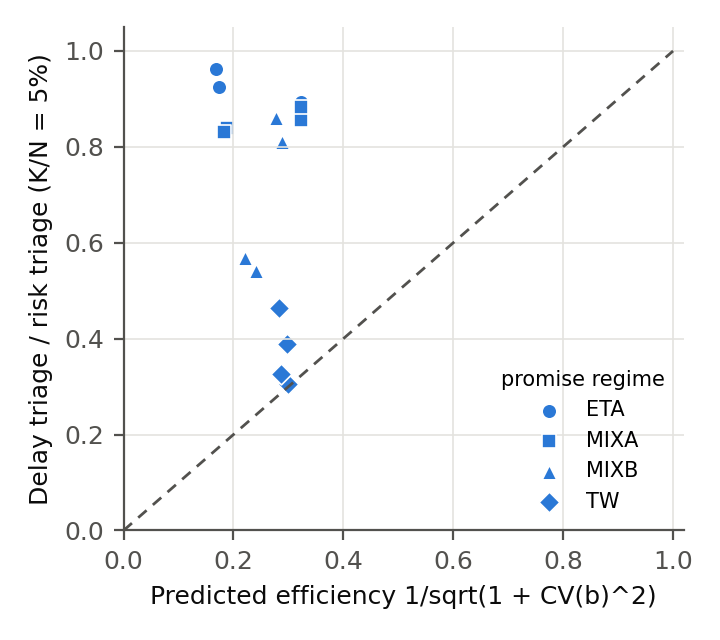 Delay triage / risk triage (K/N = 5%)
1.0
0.8
0.6
0.4
0.2
0.0
promise regime
ETA
MIXA
MIXB
TW
0.0 0.2 0.4 0.6 0.8 1.0
Predicted efficiency 1/sqrt(1 + CV(b)^2)